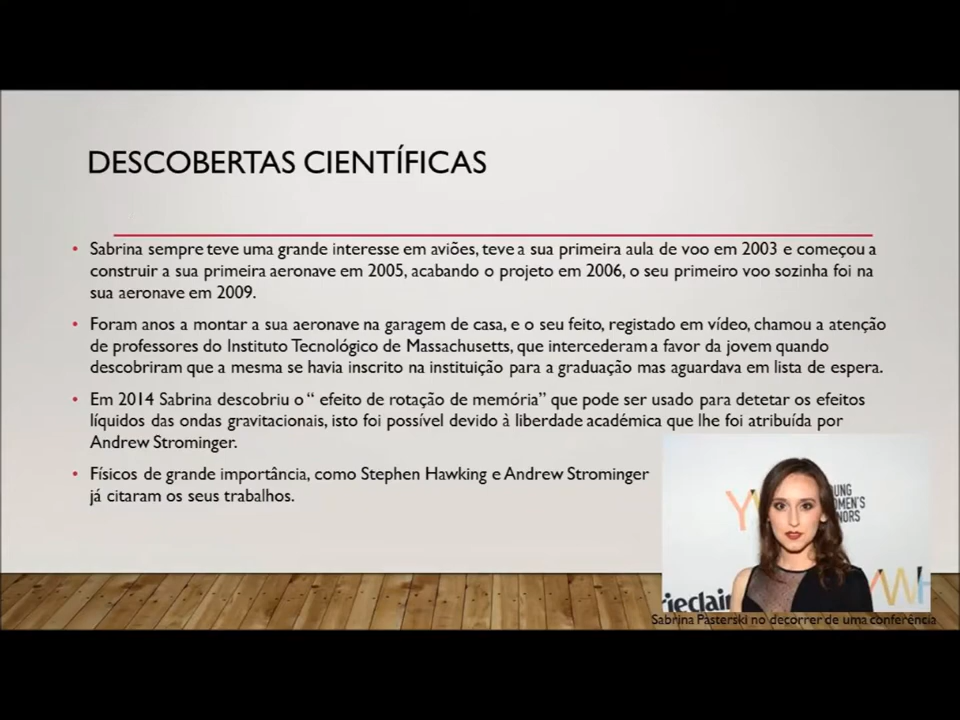 DESCOBERTAS CIENTÍFICAS
• Sabrina sempre teve uma grande interesse em aviões, teve a sua primeira aula de voo em 2003 e começou a
construir a sua primeira aeronave em 2005, acabando o projeto em 2006, o seu primeiro voo sozinha foi na
sua aeronave em 2009.
• Foram anos a montar a sua aeronave na garagem de casa, e o seu feito, registado em vídeo, chamou a atenção
de professores do Instituto Tecnológico de Massachusetts, que intercederam a favor da jovem quando
descobriram que a mesma se havia inscrito na instituição para a graduação mas aguardava em lista de espera.
• Em 2014 Sabrina descobriu o “ efeito de rotação de memória” que pode ser usado para detetar os efeitos
líquidos das ondas gravitacionais, isto foi possível devido à liberdade académica que lhe foi atribuída por
Andrew Strominger.
• Físicos de grande importância, como Stephen Hawking e Andrew Strominger
já citaram os seus trabalhos.
Sabrina Pasterski no decorrer de uma conferência